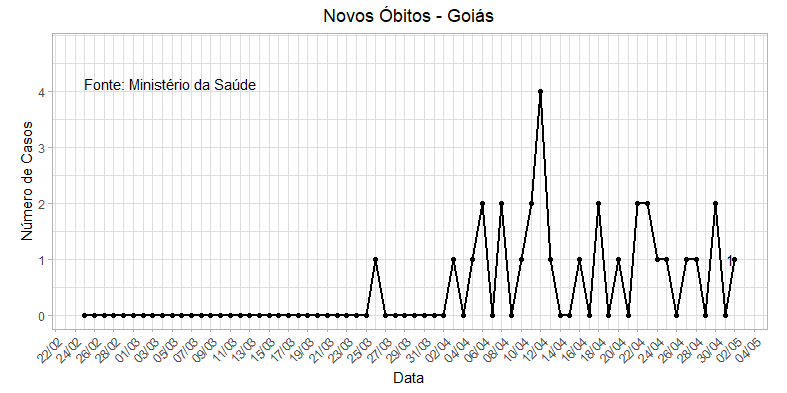 Novos Óbitos - Goiás
Fonte: Ministério da Saúde
Número de Casos
4
3
2
1
0
1
22/02 24/02 26/02 28/02 01/03 03/03 05/03 07/03 09/03 11/03 13/03 15/03 17/03 19/03 21/03 23/03 25/03 27/03 29/03 31/03 02/04 04/04 06/04 08/04 10/04 12/04 14/04 16/04 18/04 20/04 22/04 24/04 26/04 28/04 30/04 02/05 04/05
Data